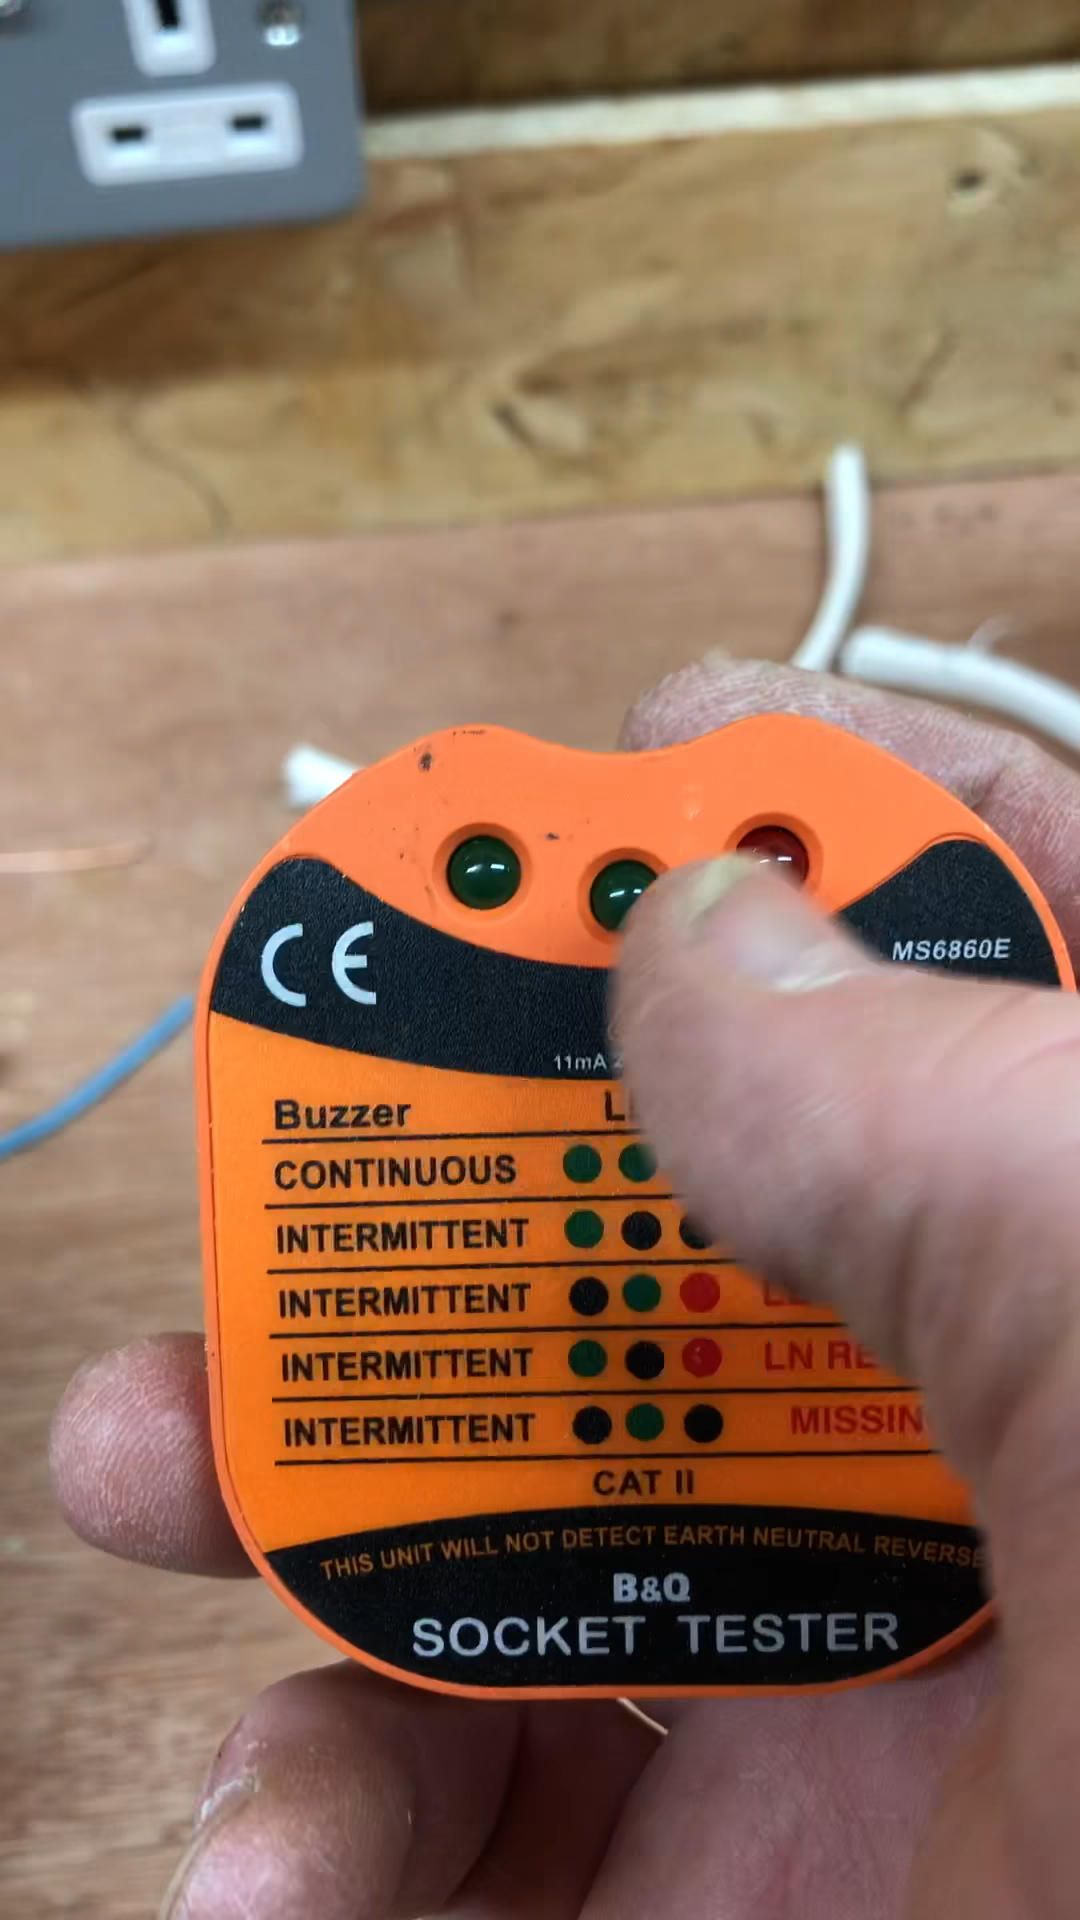 CE
MS6860E
11mA
Buzzer
CONTINUOUS
INTERMITTENT
INTERMITTENT
INTERMITTENT LN
INTERMITTENT
CAT II
THIS UNIT WILL NOT DETECT EARTH NEUTRAL
B&Q
SOCKET TESTER